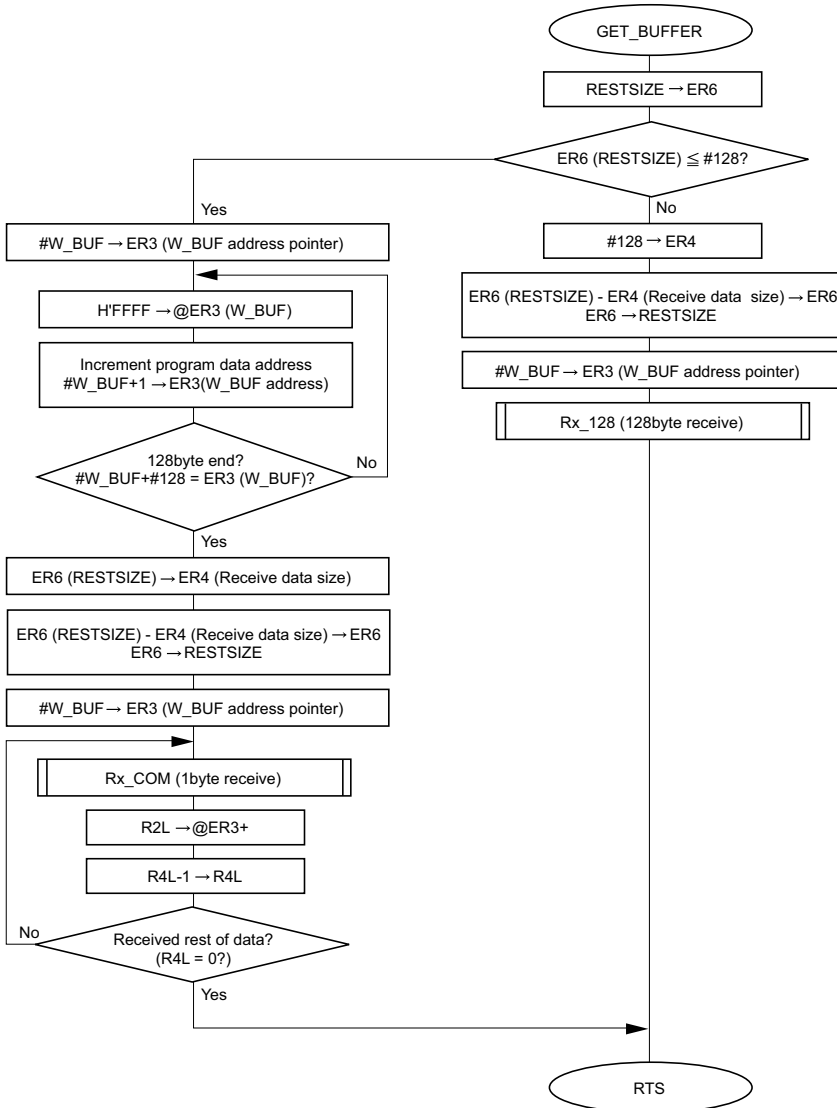 GET_BUFFER
RESTSIZE → ER6
ER6 (RESTSIZE) ≦ #128?
Yes
No
#W_BUF → ER3 (W_BUF address pointer)
#128 → ER4
H'FFFF → @ER3 (W_BUF)
ER6 (RESTSIZE) - ER4 (Receive data size) → ER6
ER6 → RESTSIZE
Increment program data address
#W_BUF+1 → ER3(W_BUF address)
#W_BUF → ER3 (W_BUF address pointer)
Rx_128 (128byte receive)
128byte end?
#W_BUF+#128 = ER3 (W_BUF)?
No
Yes
ER6 (RESTSIZE) → ER4 (Receive data size)
ER6 (RESTSIZE) - ER4 (Receive data size) → ER6
ER6 → RESTSIZE
#W_BUF → ER3 (W_BUF address pointer)
Rx_COM (1byte receive)
R2L → @ER3+
R4L-1 → R4L
No
Received rest of data?
(R4L = 0?)
Yes
RTS